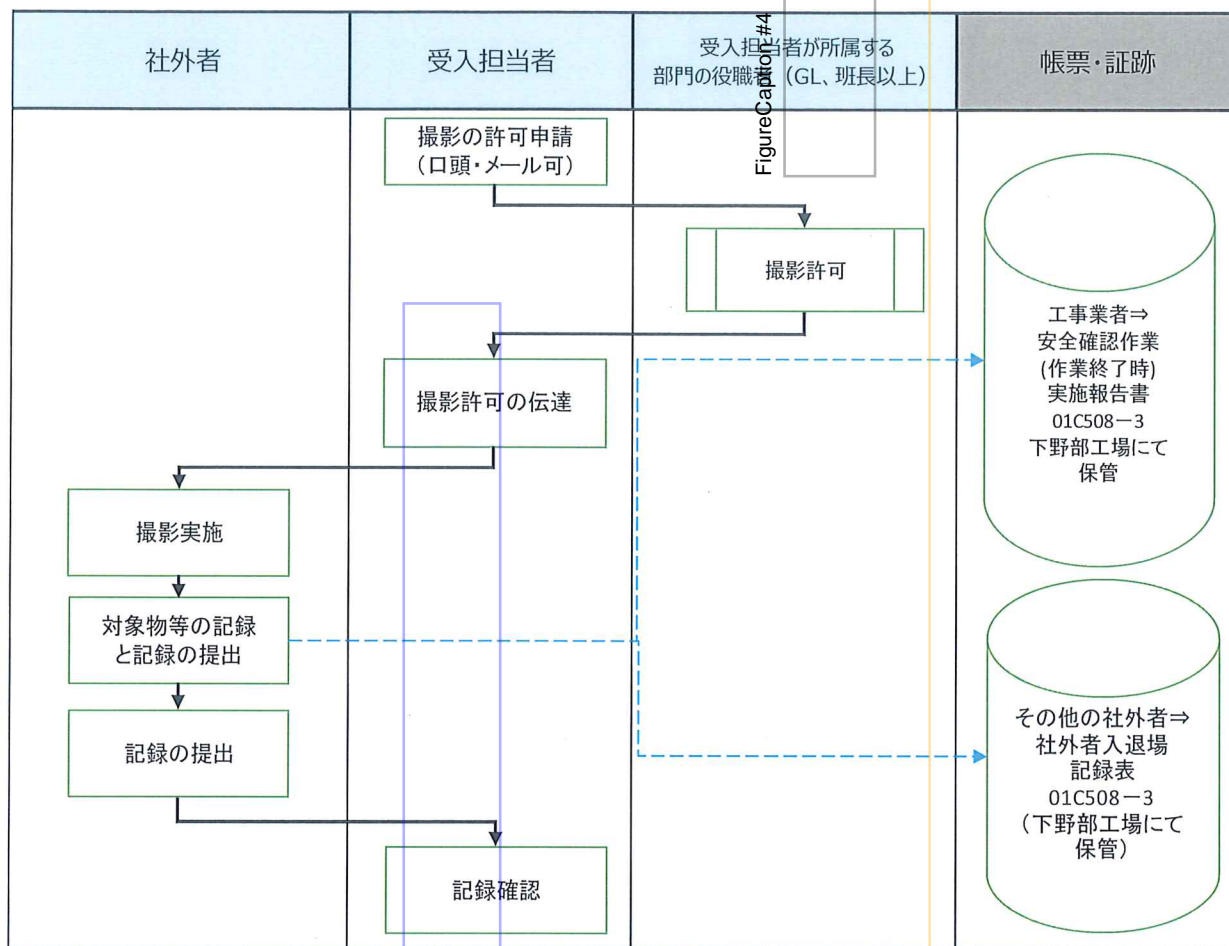 社外者
受入担当者
受入担当者が所属する
部門の役職者（GL、班長以上）
帳票・証跡
FigureCaption #4
撮影の許可申請
（口頭・メール可）
撮影許可
撮影許可の伝達
撮影実施
対象物等の記録
と記録の提出
記録の提出
記録確認
工事業者⇒
安全確認作業
(作業終了時)
実施報告書
01C508－3
下野部工場にて
保管
その他の社外者⇒
社外者入退場
記録表
01C508－3
（下野部工場にて
保管）